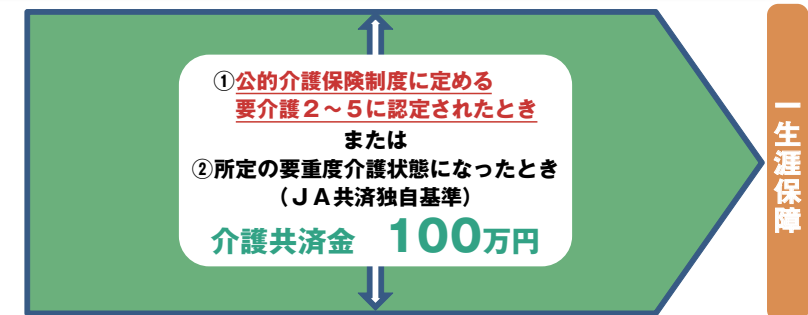 ①公的介護保険制度に定める
要介護２～５に認定されたとき
または
②所定の要重度介護状態になったとき
（ＪＡ共済独自基準）
介護共済金　100万円
一生涯保障